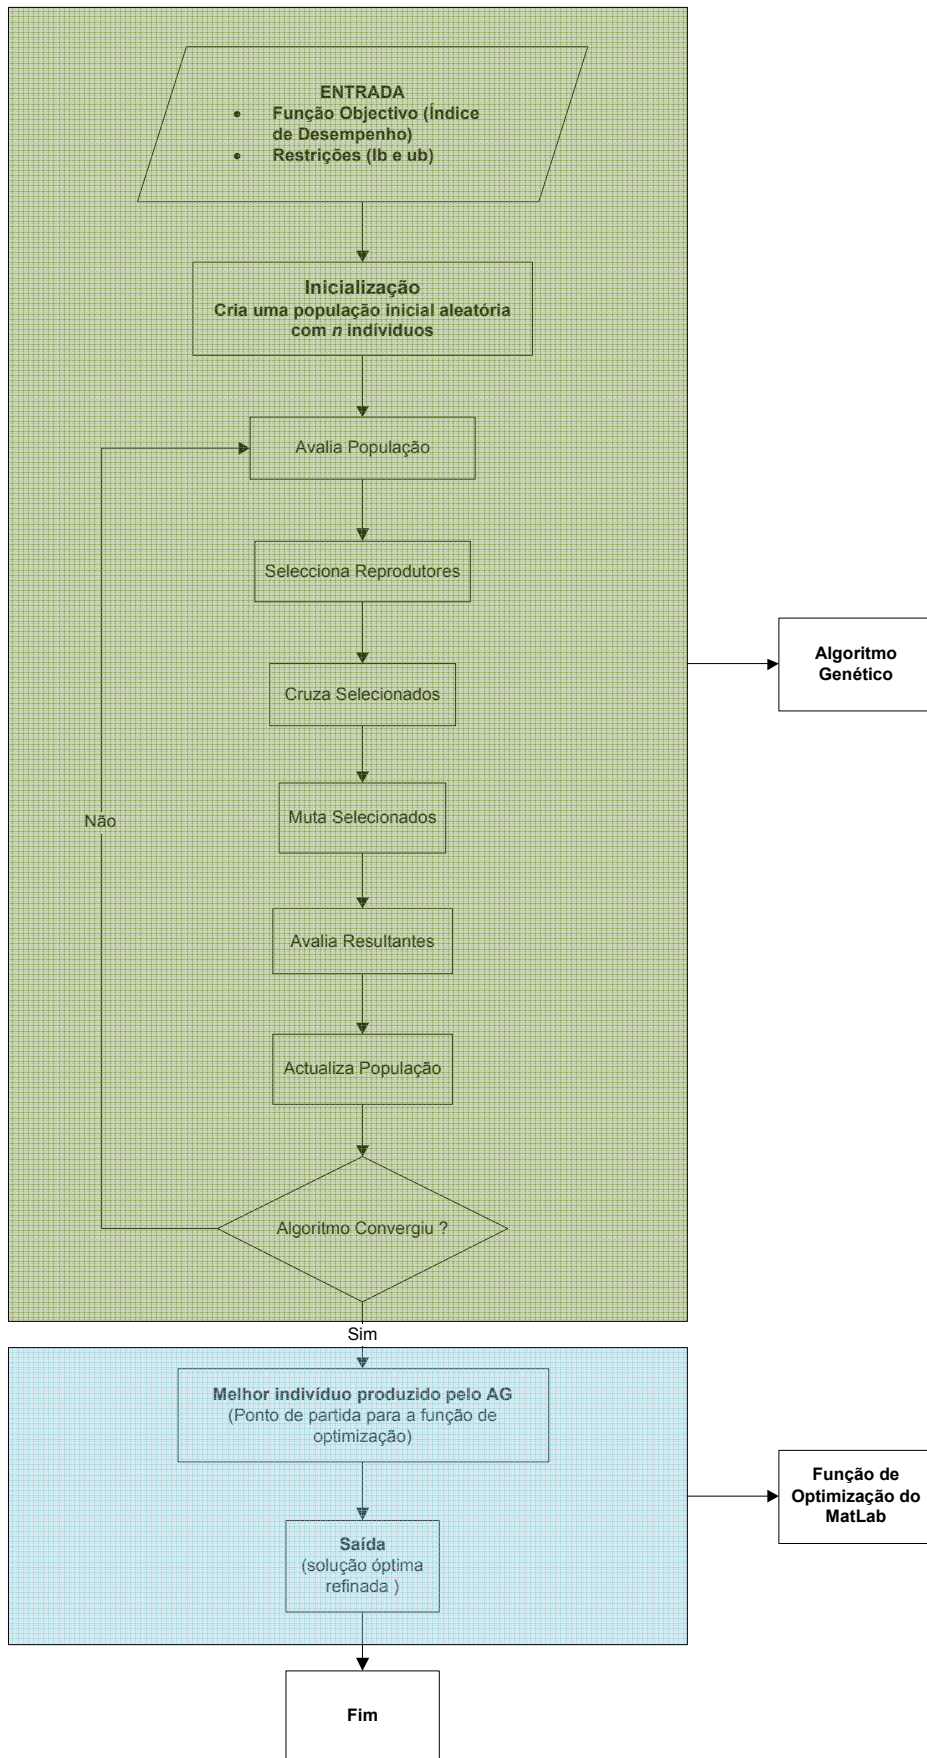 ENTRADA
• Função Objectivo (Índice
de Desempenho)
• Restrições (lb e ub)
Inicialização
Cria uma população inicial aleatória
com n indivíduos
Avalia População
Selecciona Reprodutores
Cruza Selecionados
Muta Selecionados
Avalia Resultantes
Actualiza População
Algoritmo Convergiu ?
Não
Sim
Algoritmo
Genético
Melhor indivíduo produzido pelo AG
(Ponto de partida para a função de
optimização)
Saída
(solução óptima
refinada )
Função de
Optimização do
MatLab
Fim